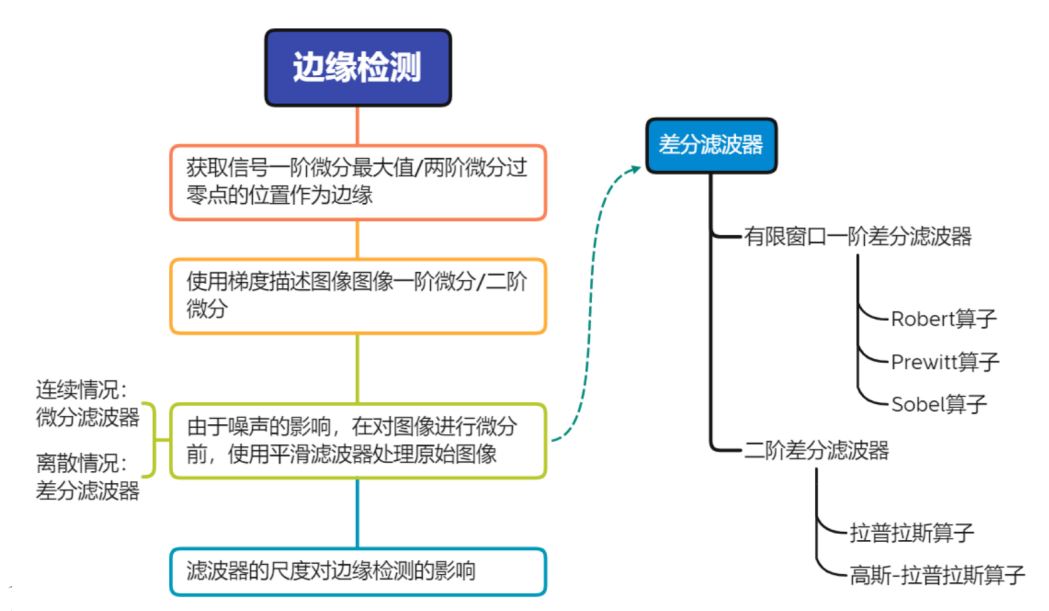 边缘检测
获取信号一阶微分最大值/两阶微分过
零点的位置作为边缘
使用梯度描述图像图像一阶微分/二阶
微分
连续情况：
微分滤波器
离散情况：
差分滤波器
由于噪声的影响，在对图像进行微分
前，使用平滑滤波器处理原始图像
滤波器的尺度对边缘检测的影响
差分滤波器
有限窗口一阶差分滤波器
Robert算子
Prewitt算子
Sobel算子
二阶差分滤波器
拉普拉斯算子
高斯-拉普拉斯算子